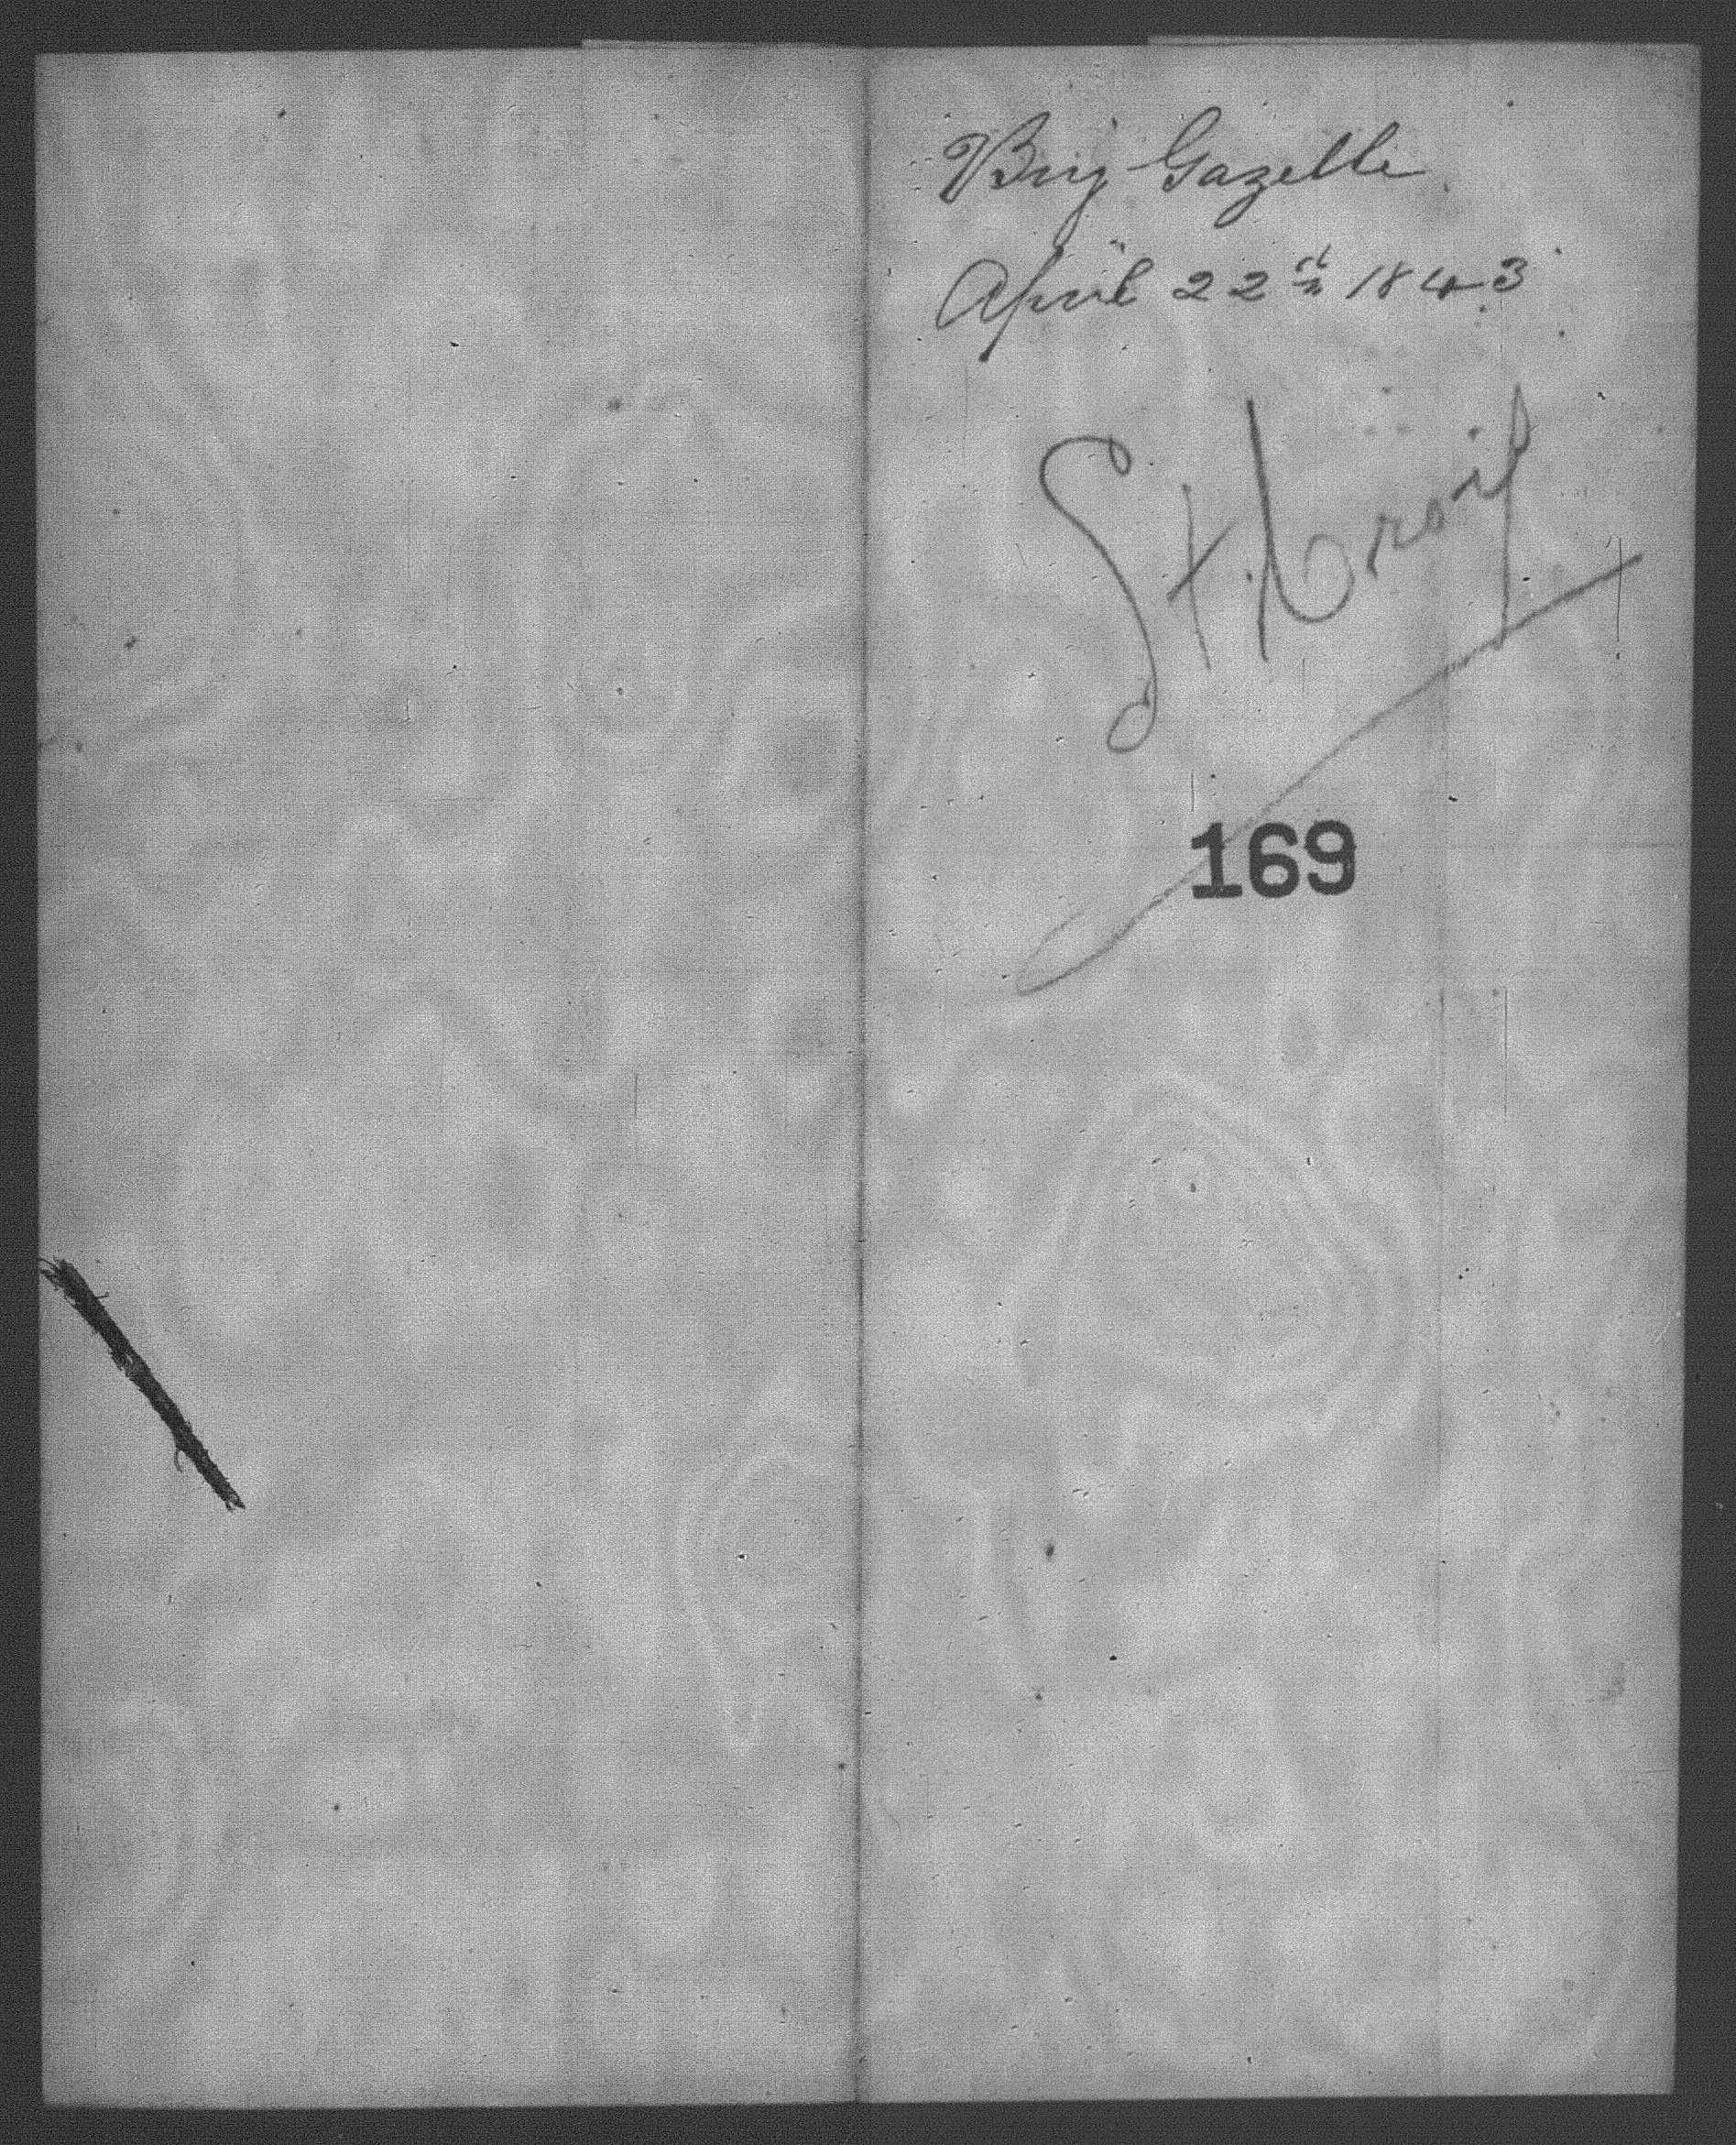 Brig Gazelle
April 22d 1843
St Croix
169